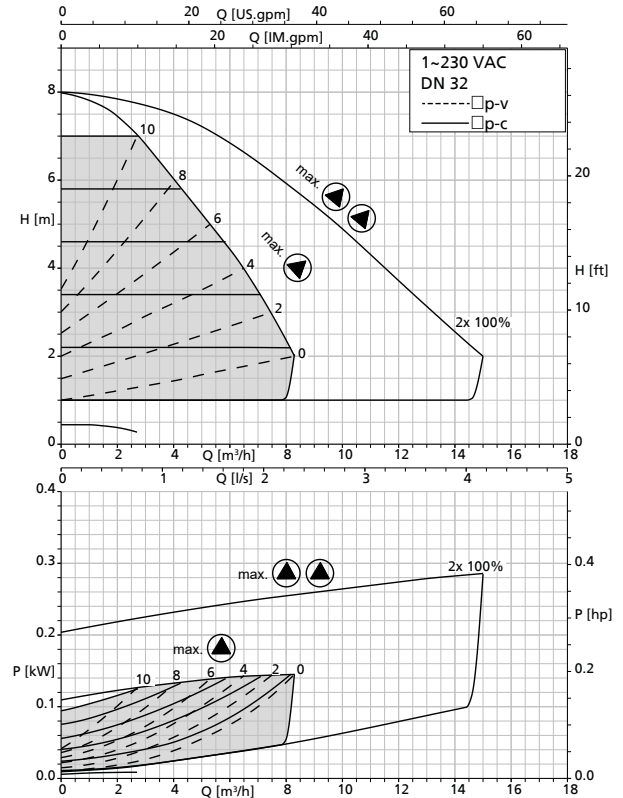 0 20 40 60
Q [US.gpm]
0 20 40 60
Q [IM.gpm]
1~230 VAC
DN 32
□p-v
□p-c
8
6
4
2
0
H [m]
20
10
0
H [ft]
10
8
6
4
2
0
max.
max.
2x 100%
0 2 4 6 8 10 12 14 16 18
Q [m³/h]
0 1 2 3 4 5
Q [l/s]
0.4
0.3
0.2
0.1
0.0
P [kW]
0.4
0.2
0.0
P [hp]
2x 100%
max.
max.
10 8 6 4 2 0
0 2 4 6 8 10 12 14 16 18
Q [m³/h]